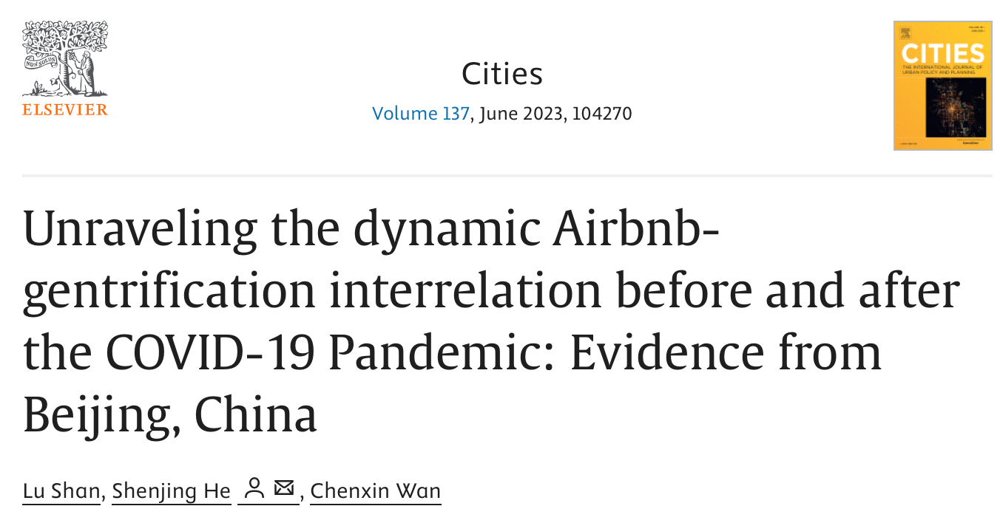 NON SOLUS
ELSEVIER
Cities
Volume 137, June 2023, 104270
CITIES
THE INTERNATIONAL JOURNAL OF
URBAN POLICY AND PLANNING
Unraveling the dynamic Airbnb-
gentrification interrelation before and after
the COVID-19 Pandemic: Evidence from
Beijing, China
Lu Shan, Shenjing He , Chenxin Wan